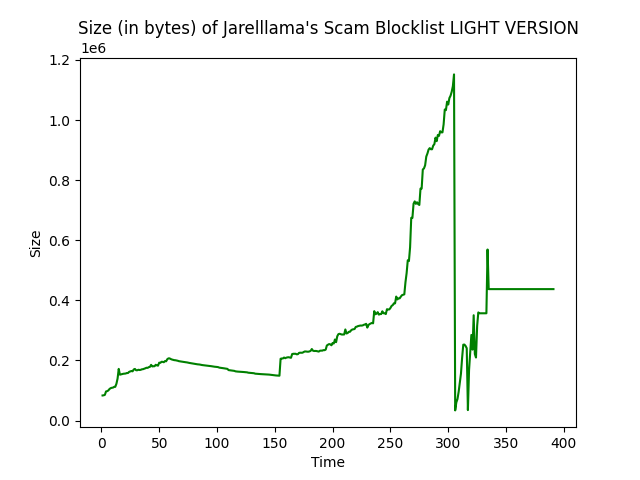 Size (in bytes) of Jarelllama's Scam Blocklist LIGHT VERSION
1e6
1.2
1.0
0.8
0.6
0.4
0.2
0.0
Size
0 50 100 150 200 250 300 350 400
Time